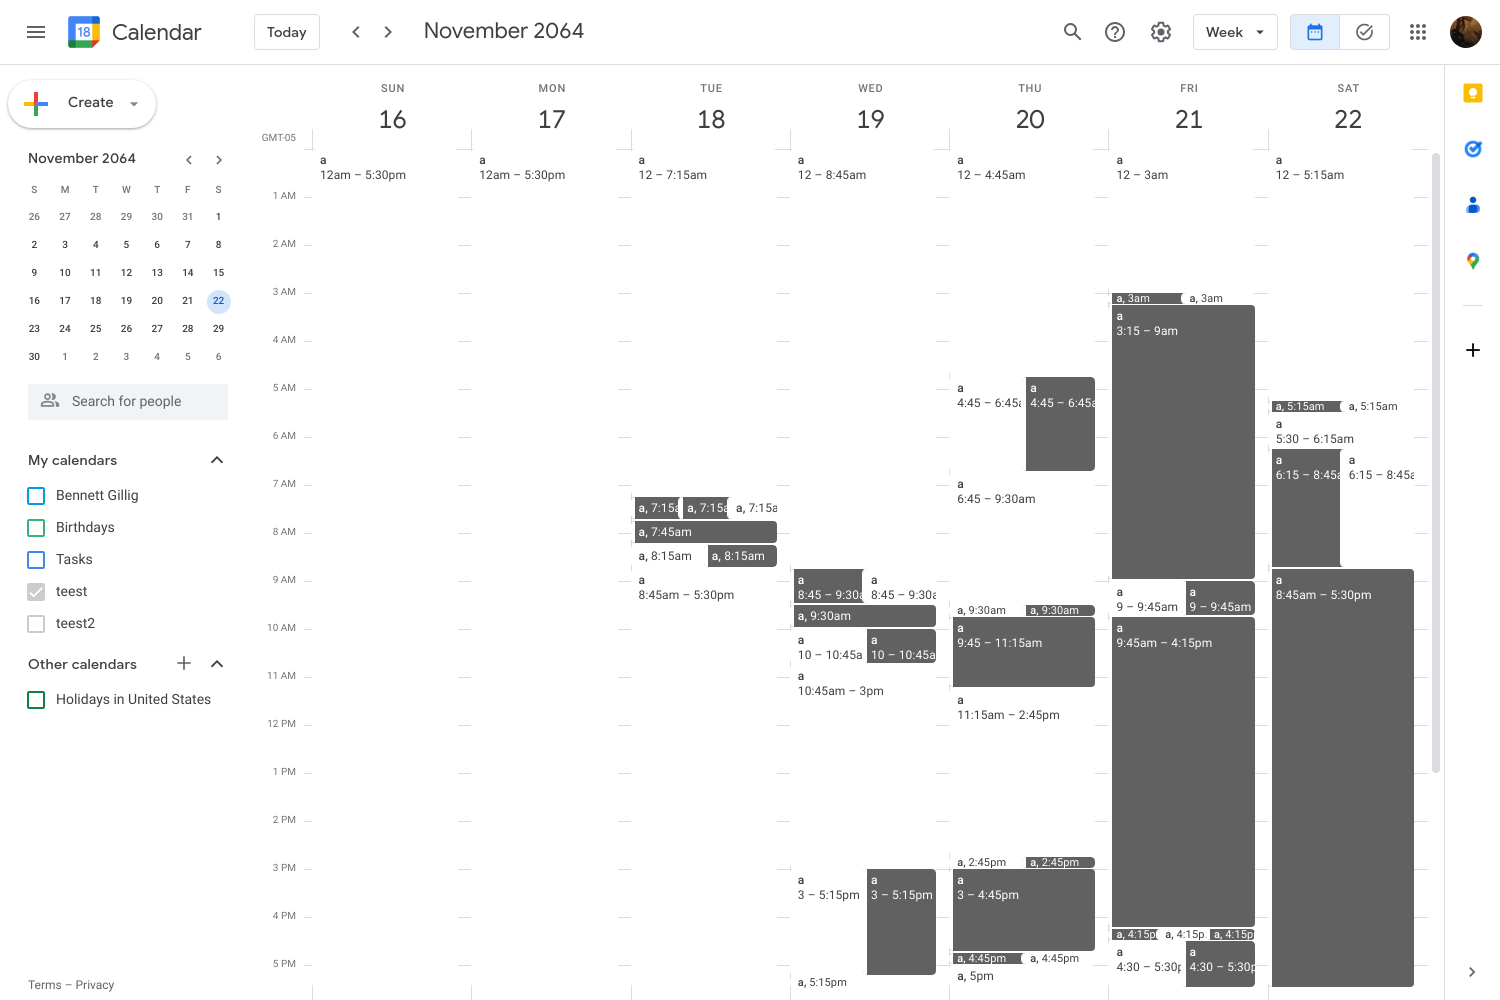 18 Calendar Today November 2064 Week
Create
SUN MON TUE WED THU FRI SAT
16 17 18 19 20 21 22
GMT-05
November 2064
S M T W T F S
26 27 28 29 30 31 1
2 3 4 5 6 7 8
9 10 11 12 13 14 15
16 17 18 19 20 21 22
23 24 25 26 27 28 29
30 1 2 3 4 5 6
Search for people
My calendars
Bennett Gillig
Birthdays
Tasks
teest
teest2
Other calendars
Holidays in United States
Terms – Privacy
1 AM
2 AM
3 AM
4 AM
5 AM
6 AM
7 AM
8 AM
9 AM
10 AM
11 AM
12 PM
1 PM
2 PM
3 PM
4 PM
5 PM
a
12am – 5:30pm
a
12am – 5:30pm
a
12 – 7:15am
a, 7:15a
a, 7:15a
a, 7:15a
a, 7:45am
a, 8:15am
a, 8:15am
a
8:45am – 5:30pm
a
12 – 8:45am
a
8:45 – 9:30a
a
8:45 – 9:30a
a, 9:30am
a
10 – 10:45a
a
10 – 10:45a
a
10:45am – 3pm
a
3 – 5:15pm
a
3 – 5:15pm
a, 5:15pm
a
12 – 4:45am
a
4:45 – 6:45a
a
4:45 – 6:45a
a
6:45 – 9:30am
a, 9:30am
a, 9:30am
a
9:45 – 11:15am
a
11:15am – 2:45pm
a, 2:45pm
a, 2:45pm
a
3 – 4:45pm
a, 4:45pm
a, 4:45pm
a, 5pm
a
12 – 3am
a, 3am
a, 3am
a
3:15 – 9am
a
9 – 9:45am
a
9 – 9:45am
a
9:45am – 4:15pm
a, 4:15p
a, 4:15p
a, 4:15p
a
4:30 – 5:30p
a
4:30 – 5:30p
a
12 – 5:15am
a, 5:15am
a, 5:15am
a
5:30 – 6:15am
a
6:15 – 8:45a
a
6:15 – 8:45a
a
8:45am – 5:30pm